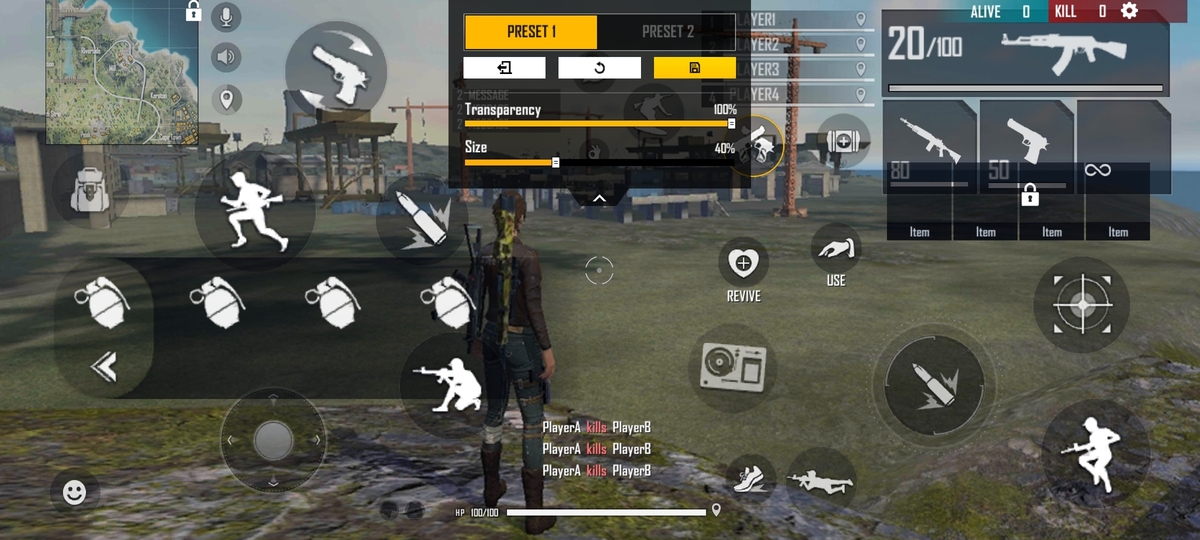 PRESET 1
PRESET 2
Transparency
100%
Size
40%
MESSAGE
PLAYER1
PLAYER2
PLAYER3
4 PLAYER4
ALIVE 0
KILL 0
20/100
80
50
∞
Item
Item
Item
Item
REVIVE
USE
PlayerA kills PlayerB
PlayerA kills PlayerB
PlayerA kills PlayerB
HP 100/100